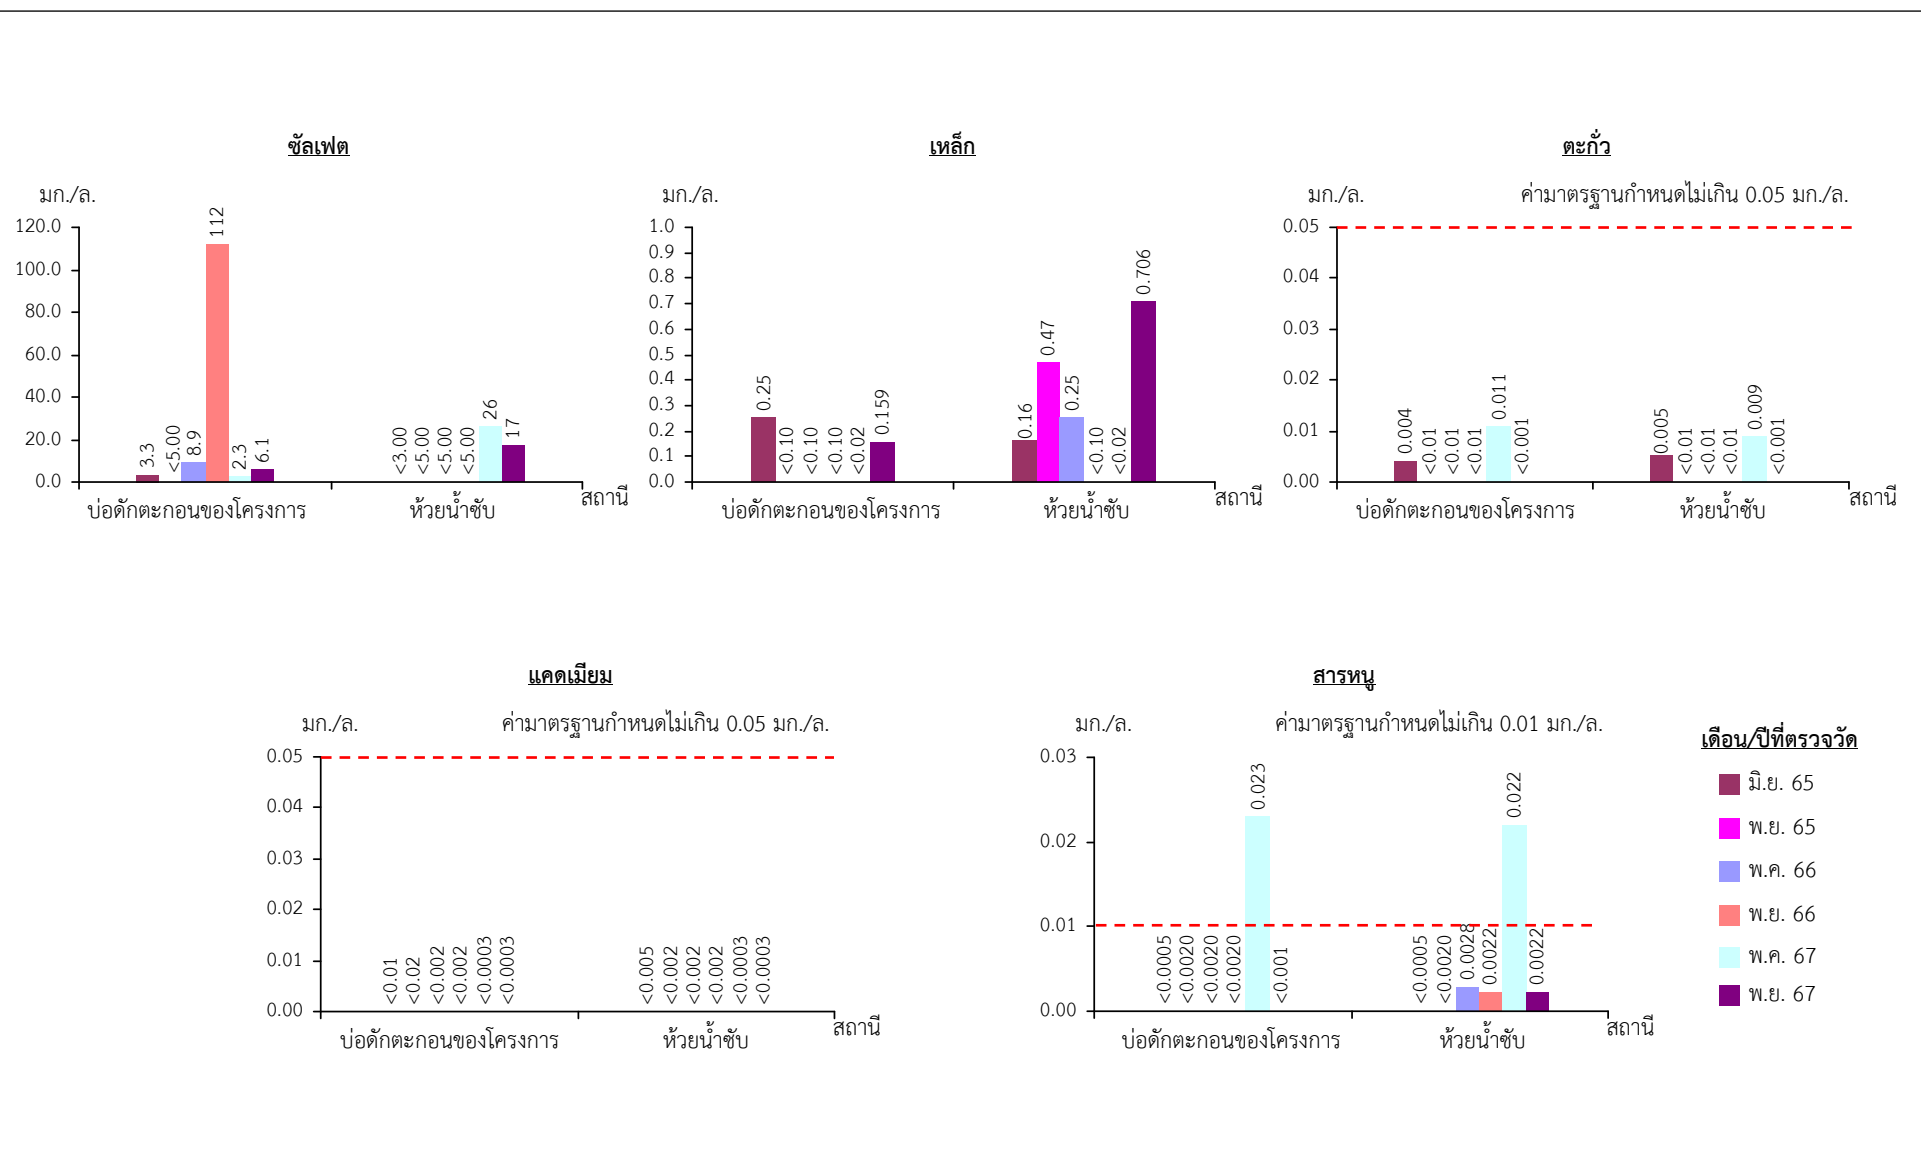 ซัลเฟต
มก./ล.
120.0
100.0
80.0
60.0
40.0
20.0
0.0
3.3
<5.00
8.9
112
2.3
6.1
<3.00
<5.00
<5.00
<5.00
26
17
บ่อดักตะกอนของโครงการ
ห้วยน้ำซับ
สถานี
เหล็ก
มก./ล.
1.0
0.9
0.8
0.7
0.6
0.5
0.4
0.3
0.2
0.1
0.0
0.25
<0.10
<0.10
<0.10
<0.02
0.159
0.16
0.47
0.25
<0.10
<0.02
0.706
บ่อดักตะกอนของโครงการ
ห้วยน้ำซับ
สถานี
ตะกั่ว
มก./ล.
ค่ามาตรฐานกำหนดไม่เกิน 0.05 มก./ล.
0.05
0.04
0.03
0.02
0.01
0.00
0.004
<0.01
<0.01
<0.01
0.011
<0.001
0.005
<0.01
<0.01
<0.01
0.009
<0.001
บ่อดักตะกอนของโครงการ
ห้วยน้ำซับ
สถานี
แคดเมียม
มก./ล.
ค่ามาตรฐานกำหนดไม่เกิน 0.05 มก./ล.
0.05
0.04
0.03
0.02
0.01
0.00
<0.01
<0.02
<0.002
<0.002
<0.0003
<0.0003
<0.005
<0.002
<0.002
<0.002
<0.0003
<0.0003
บ่อดักตะกอนของโครงการ
ห้วยน้ำซับ
สถานี
สารหนู
มก./ล.
ค่ามาตรฐานกำหนดไม่เกิน 0.01 มก./ล.
0.03
0.02
0.01
0.00
<0.0005
<0.0020
<0.0020
<0.0020
0.023
<0.001
<0.0005
<0.0020
0.0028
0.0022
0.022
0.0022
บ่อดักตะกอนของโครงการ
ห้วยน้ำซับ
สถานี
เดือน/ปีที่ตรวจวัด
มิ.ย. 65
พ.ย. 65
พ.ค. 66
พ.ย. 66
พ.ค. 67
พ.ย. 67